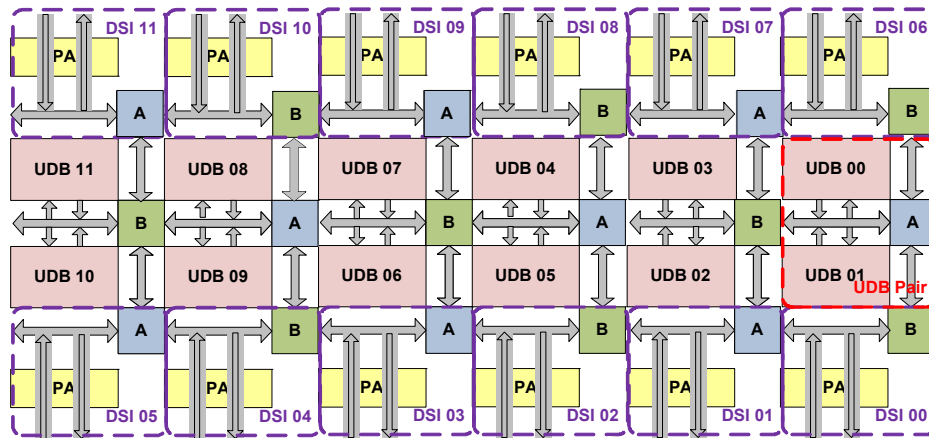 DSI 11 DSI 10 DSI 09 DSI 08 DSI 07 DSI 06
PA PA PA PA PA PA
A B A B A B
UDB 11 UDB 08 UDB 07 UDB 04 UDB 03 UDB 00
B A B A B A
UDB 10 UDB 09 UDB 06 UDB 05 UDB 02 UDB 01
UDB Pair
A B A B A B
PA PA PA PA PA PA
DSI 05 DSI 04 DSI 03 DSI 02 DSI 01 DSI 00